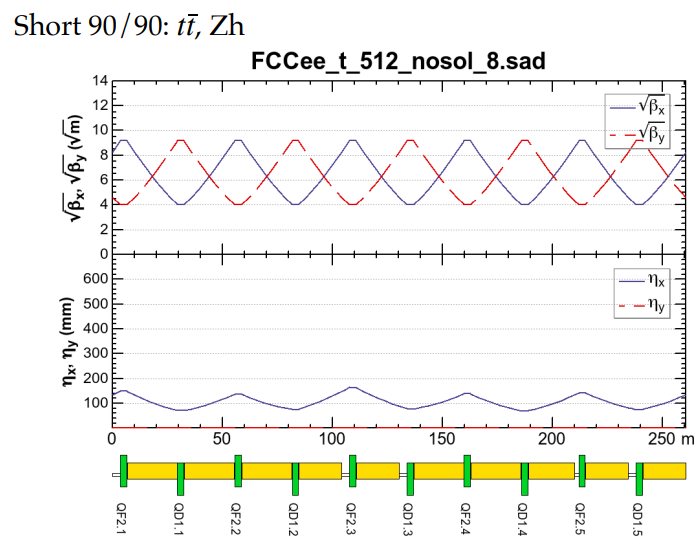 Short 90/90: tt̄, Zh
FCCee_t_512_nosol_8.sad
√βx, √βy (√m)
14
12
10
8
6
4
2
0
√βx
√βy
ηx, ηy (mm)
600
500
400
300
200
100
ηx
ηy
0 50 100 150 200 250 m
QF2.1 QD1.1 QF2.2 QD1.2 QF2.3 QD1.3 QF2.4 QD1.4 QF2.5 QD1.5